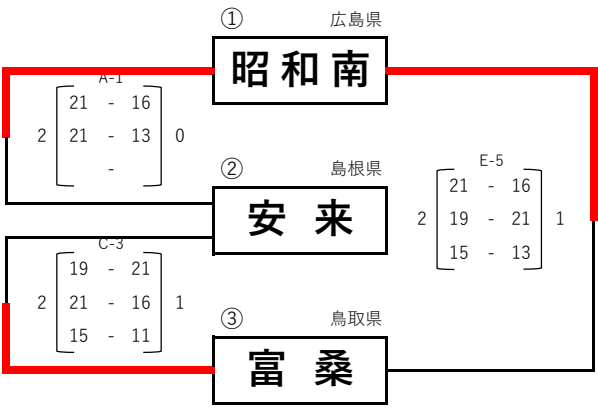 ① 広島県
昭和南
A-1
21 - 16
2 21 - 13 0
-
② 島根県
安来
E-5
21 - 16
2 19 - 21 1
15 - 13
C-3
19 - 21
2 21 - 16 1
15 - 11
③ 鳥取県
富桑